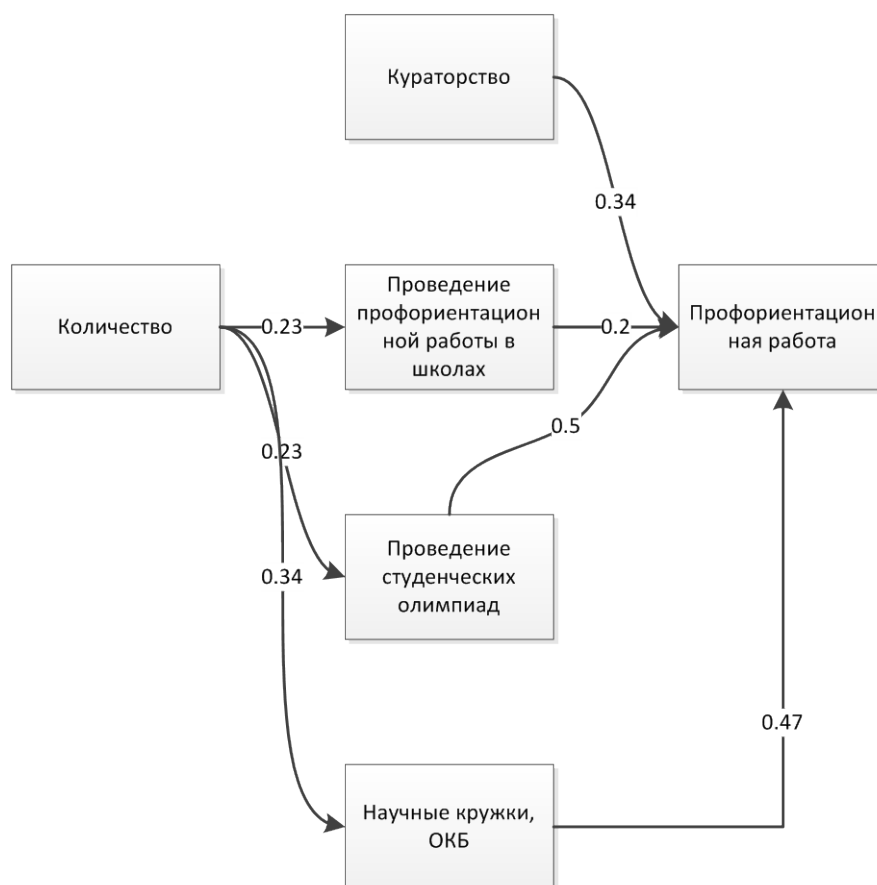 Кураторство
0.34
Количество
0.23
Проведение
профориентацион
ной работы в
школах
0.2
Профориентацион
ная работа
0.5
0.23
Проведение
студенческих
олимпиад
0.34
0.47
Научные кружки,
ОКБ